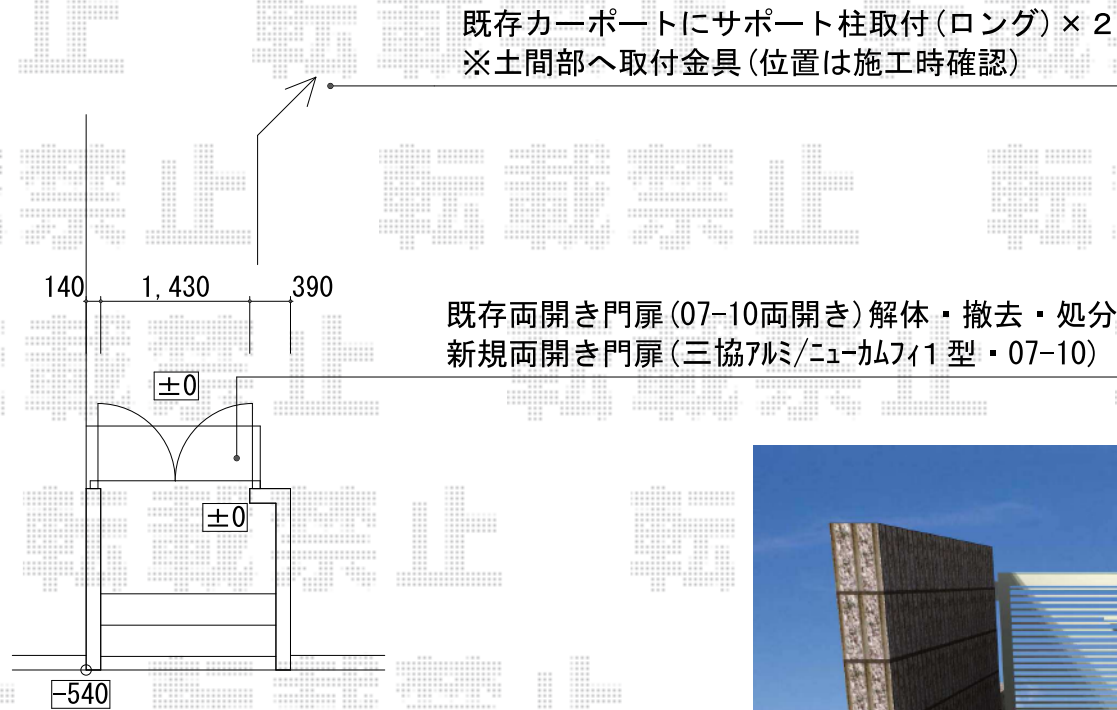 既存カーポートにサポート柱取付(ロング)×2
※土間部へ取付金具(位置は施工時確認)
140 1,430 390
既存両開き門扉(07-10両開き)解体・撤去・処分
新規両開き門扉(三協ｱﾙﾐ/ﾆｭｰｶﾑﾌｨ1型・07-10)
±0
±0
-540
転載禁止